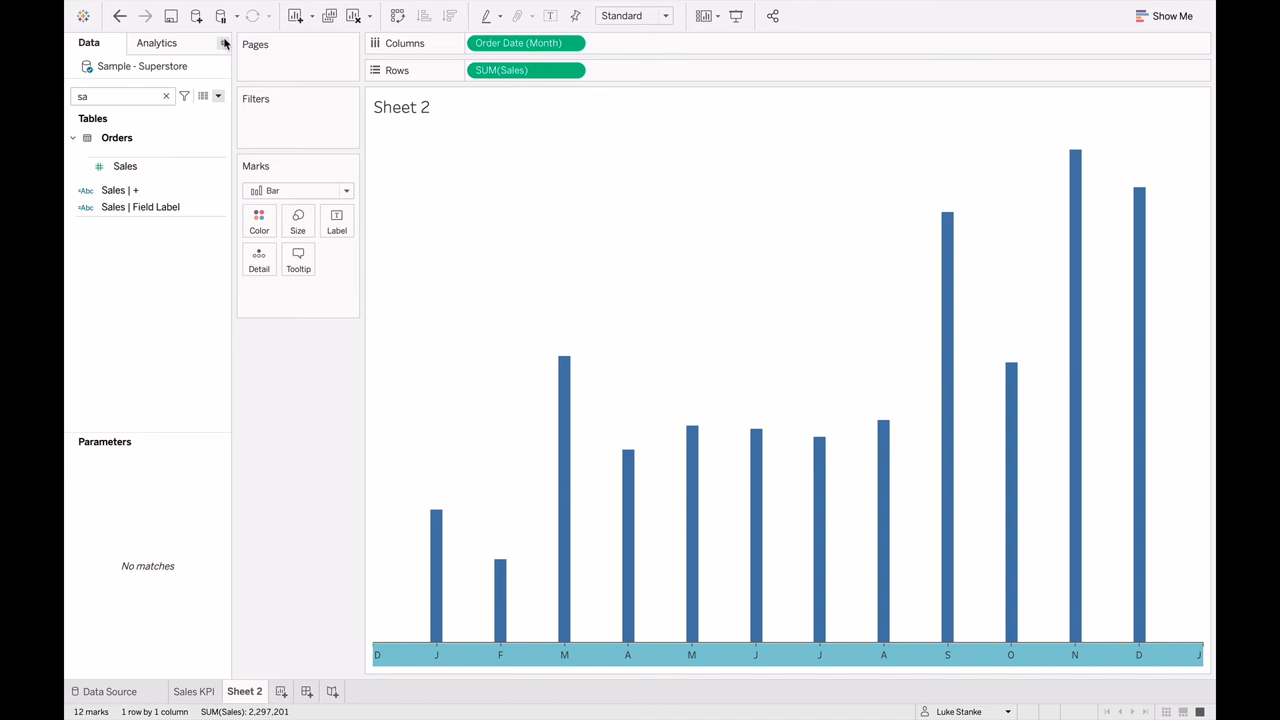 Standard
Show Me
Data
Analytics
Pages
Columns
Order Date (Month)
Sample - Superstore
Rows
SUM(Sales)
sa
Filters
Sheet 2
Tables
Orders
Sales
Abc Sales | +
Abc Sales | Field Label
Marks
Bar
Color
Size
Label
Detail
Tooltip
Parameters
No matches
D J F M A M J J A S O N D J
Data Source
Sales KPI
Sheet 2
12 marks
1 row by 1 column
SUM(Sales): 2,297,201
Luke Stanke